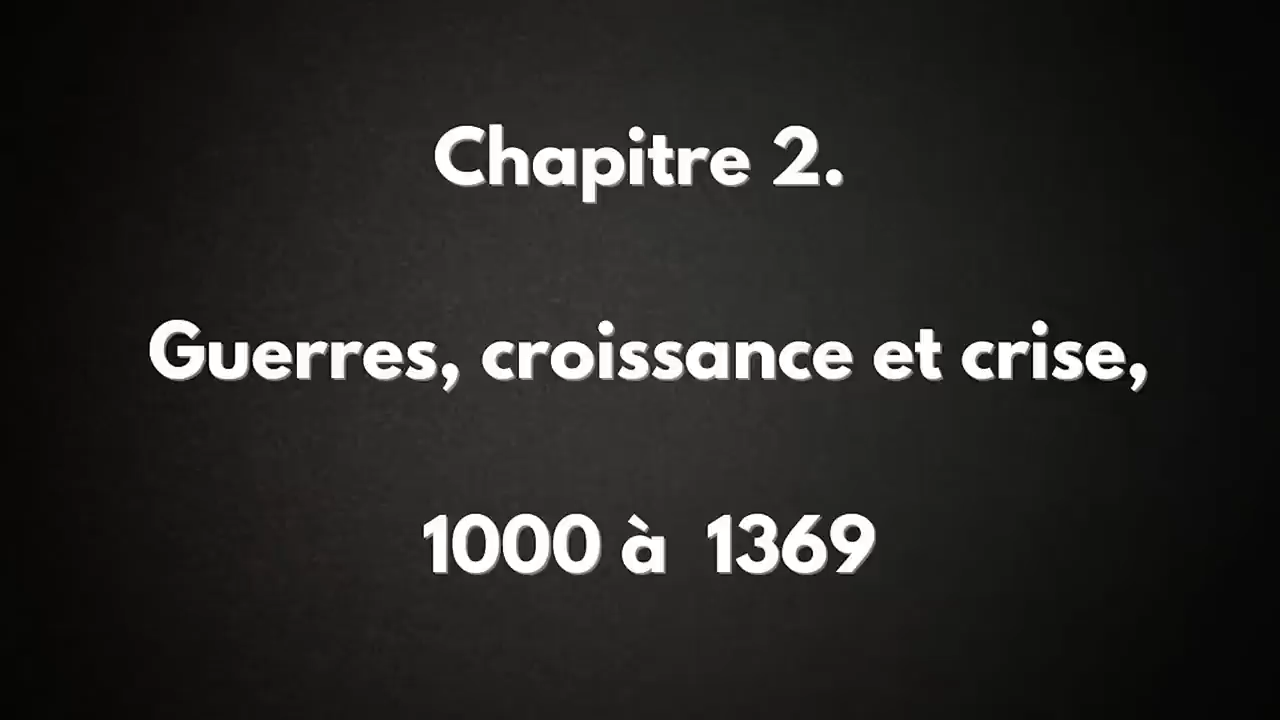 Chapitre 2.
Guerres, croissance et crise,
1000 à 1369